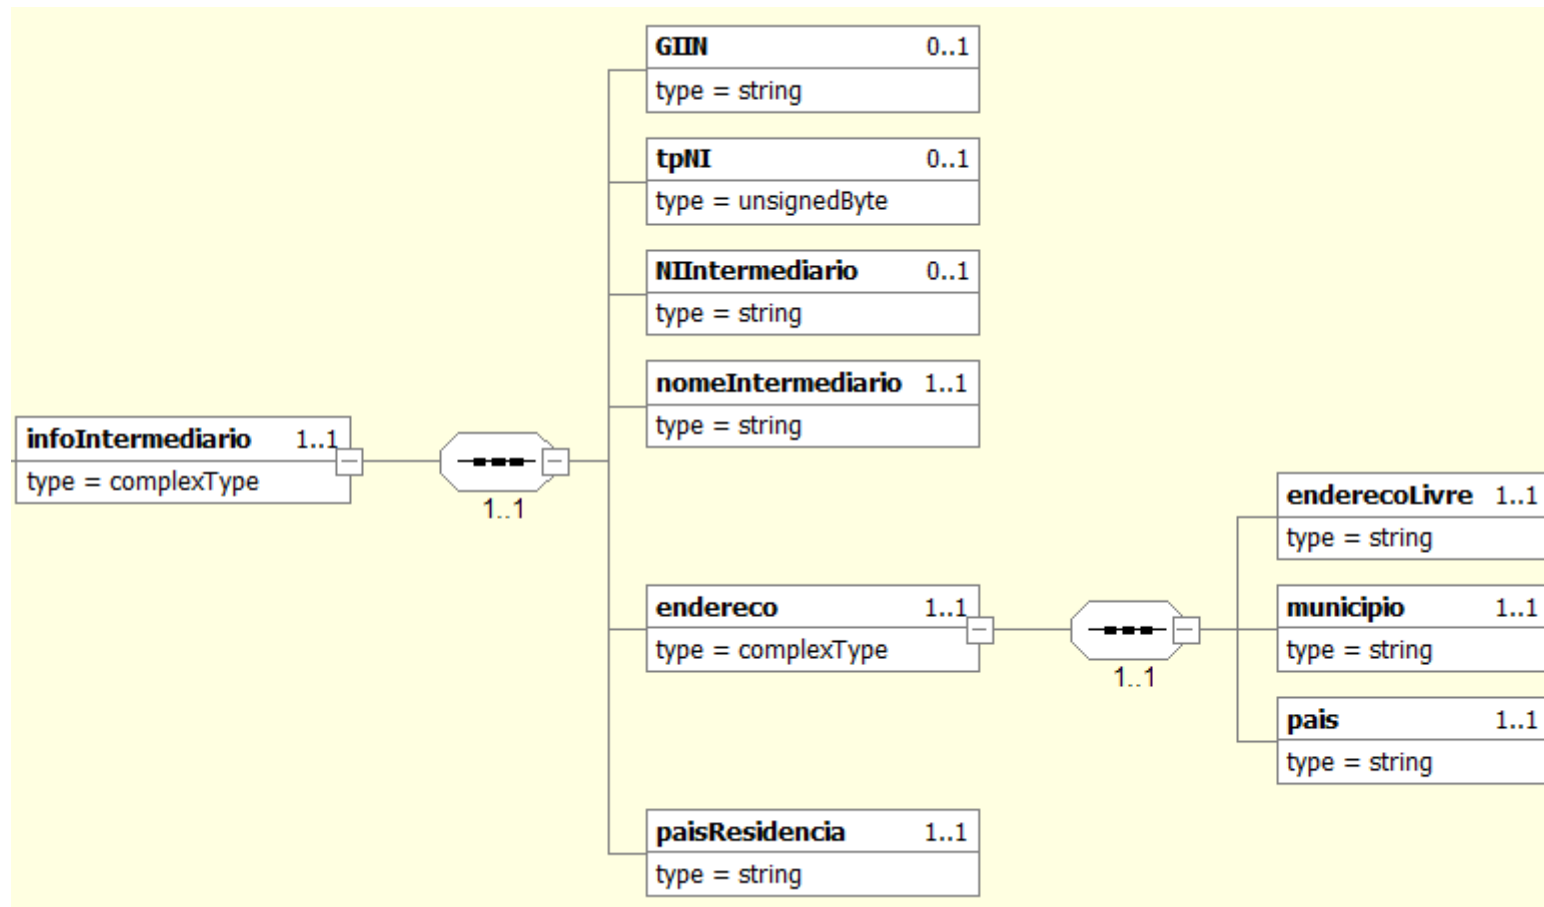 GIIN 0..1
type = string
tpNI 0..1
type = unsignedByte
NIIntermediario 0..1
type = string
nomeIntermediario 1..1
type = string
infoIntermediario 1..1
type = complexType
1..1
endereco 1..1
type = complexType
1..1
enderecoLivre 1..1
type = string
municipio 1..1
type = string
pais 1..1
type = string
paisResidencia 1..1
type = string